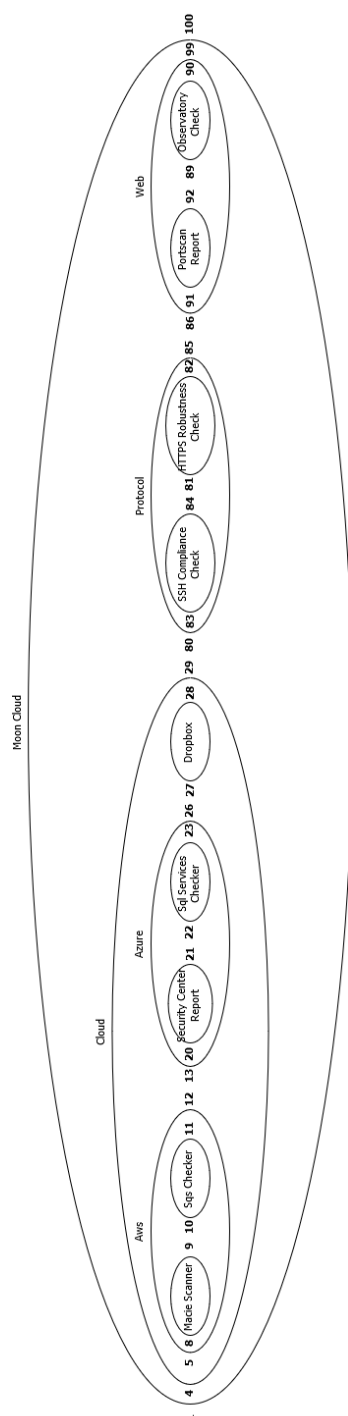 Moon Cloud
Cloud
Aws
Azure
Protocol
Web
4
5
8
Macie Scanner
9
10
Sqs Checker
11
12
13
20
Security Center
Report
21
22
Sql Services
Checker
23
26
27
Dropbox
28
29
80
83
SSH Compliance
Check
84
81
HTTPS Robustness
Check
82
85
86
91
Portscan
Report
92
89
Observatory
Check
90
99
100